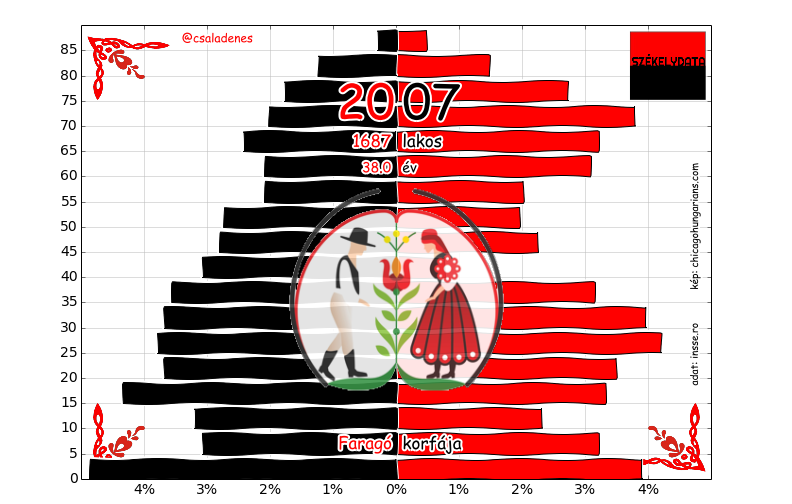 @csaladenes
SZÉKELYDATA
2007
1687 lakos
38.0 év
Faragó korfája
kép: chicagohungarians.com
adat: insse.ro
85
80
75
70
65
60
55
50
45
40
35
30
25
20
15
10
5
0
4% 3% 2% 1% 0% 1% 2% 3% 4%